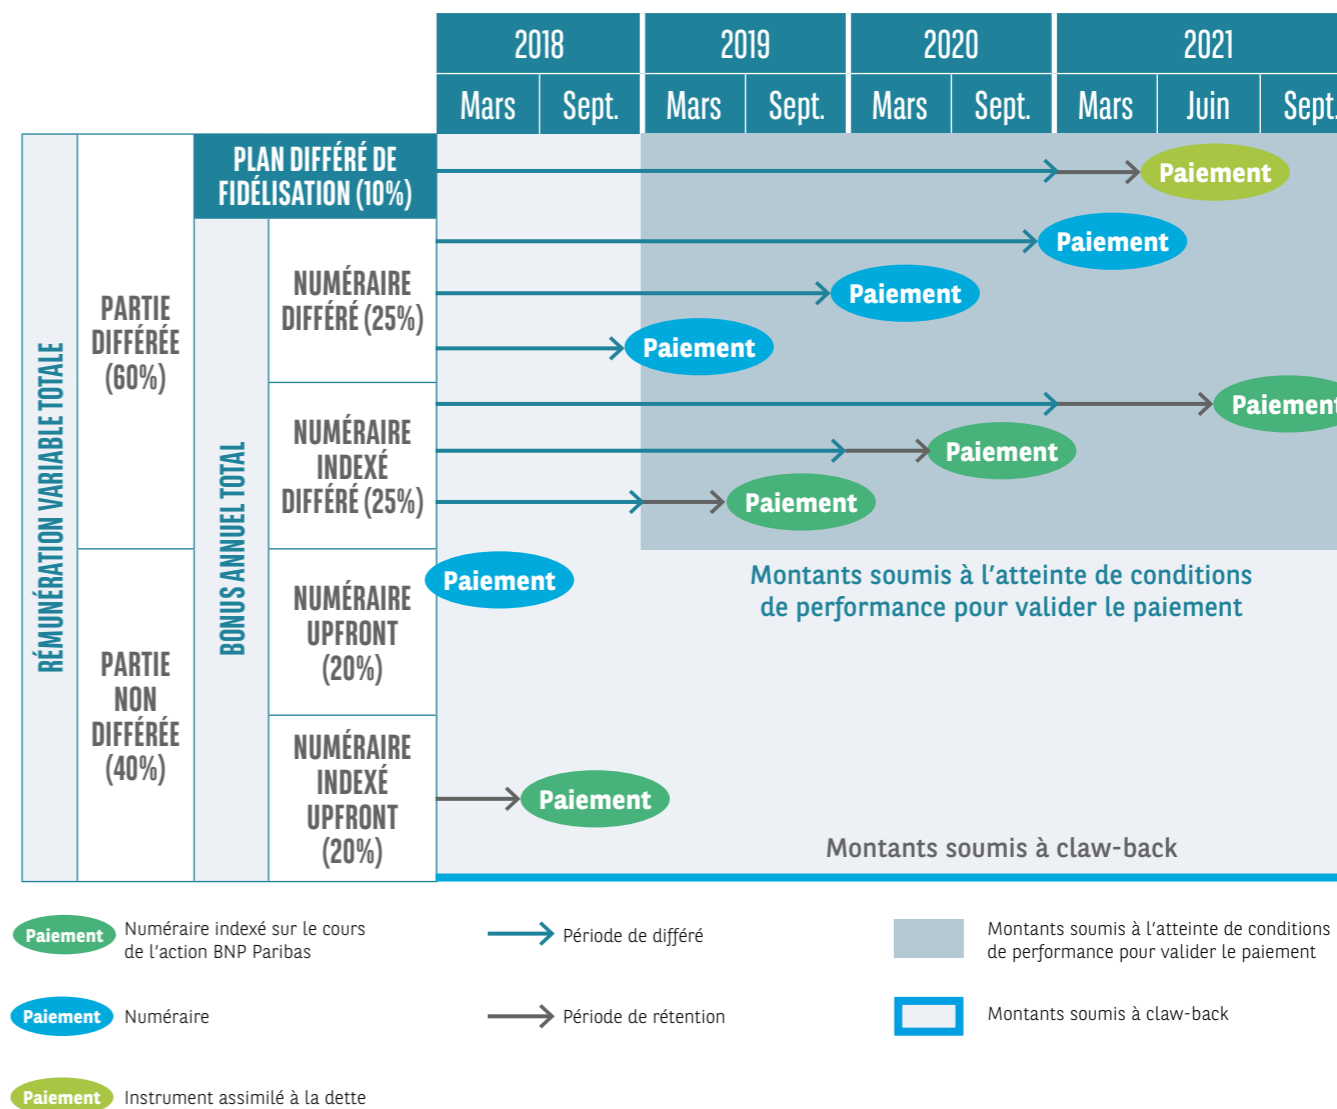 2018
2019
2020
2021
Mars
Sept.
Mars
Sept.
Mars
Sept.
Mars
Juin
Sept.
RÉMUNÉRATION VARIABLE TOTALE
PARTIE
DIFFÉRÉE
(60%)
PLAN DIFFÉRÉ DE
FIDÉLISATION (10%)
Paiement
BONUS ANNUEL TOTAL
NUMÉRAIRE
DIFFÉRÉ (25%)
Paiement
Paiement
Paiement
NUMÉRAIRE
INDEXÉ
DIFFÉRÉ (25%)
Paiement
Paiement
Paiement
PARTIE
NON
DIFFÉRÉE
(40%)
NUMÉRAIRE
UPFRONT
(20%)
Paiement
Montants soumis à l'atteinte de conditions
de performance pour valider le paiement
NUMÉRAIRE
INDEXÉ
UPFRONT
(20%)
Paiement
Montants soumis à claw-back
Paiement
Numéraire indexé sur le cours
de l'action BNP Paribas
Période de différé
Montants soumis à l'atteinte de conditions
de performance pour valider le paiement
Paiement
Numéraire
Période de rétention
Montants soumis à claw-back
Paiement
Instrument assimilé à la dette